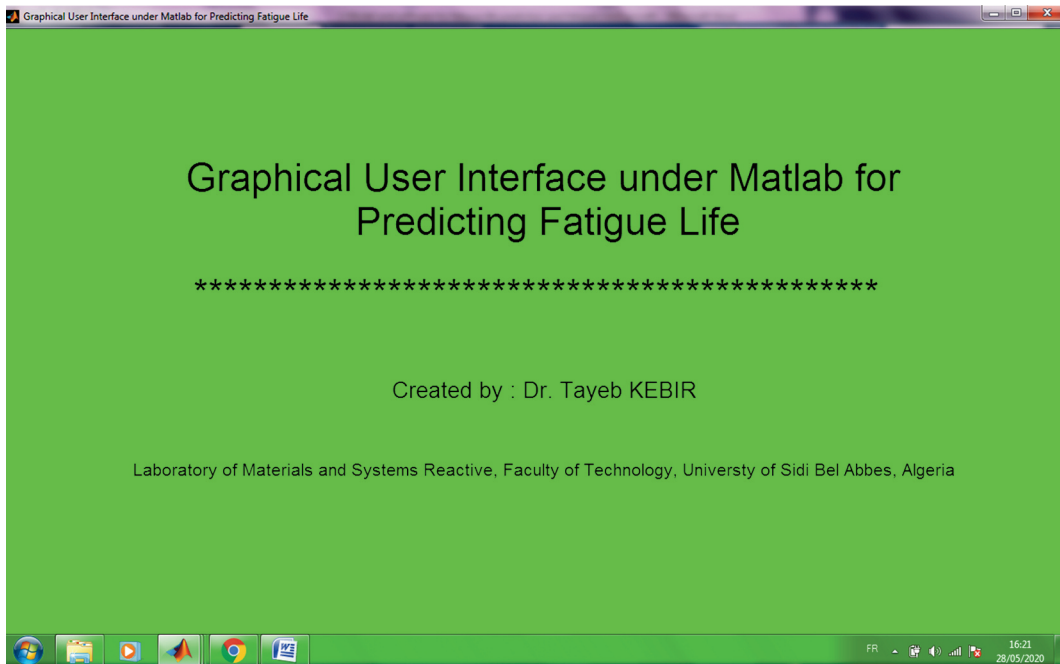 Graphical User Interface under Matlab for Predicting Fatigue Life
Graphical User Interface under Matlab for
Predicting Fatigue Life
**********************************************
Created by : Dr. Tayeb KEBIR
Laboratory of Materials and Systems Reactive, Faculty of Technology, Universty of Sidi Bel Abbes, Algeria
FR
16:21
28/05/2020